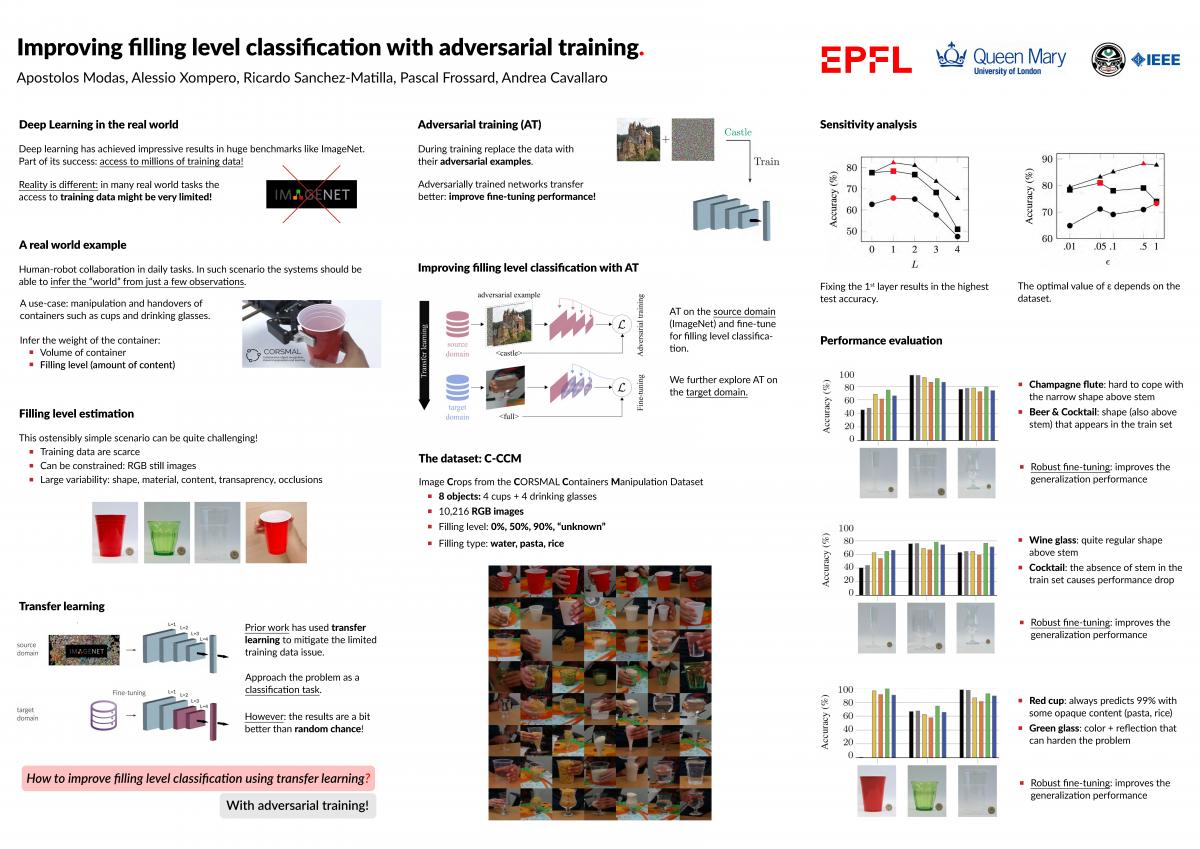 Improving filling level classification with adversarial training.
Apostolos Modas, Alessio Xompero, Ricardo Sanchez-Matilla, Pascal Frossard, Andrea Cavallaro
EPFL
Queen Mary
University of London
IEEE
Deep Learning in the real world
Deep learning has achieved impressive results in huge benchmarks like ImageNet.
Part of its success: access to millions of training data!
Reality is different: in many real world tasks the
access to training data might be very limited!
IMAGENET
A real world example
Human-robot collaboration in daily tasks. In such scenario the systems should be
able to infer the "world" from just a few observations.
A use-case: manipulation and handovers of
containers such as cups and drinking glasses.
Infer the weight of the container:
Volume of container
Filling level (amount of content)
CORSMAL
Filling level estimation
This ostensibly simple scenario can be quite challenging!
Training data are scarce
Can be constrained: RGB still images
Large variability: shape, material, content, transaprency, occlusions
Transfer learning
source
domain
IMAGENET
L=1
L=2
L=3
L=4
target
domain
Fine-tuning
L=1
L=2
L=3
L=4
Prior work has used transfer
learning to mitigate the limited
training data issue.
Approach the problem as a
classification task.
However: the results are a bit
better than random chance!
How to improve filling level classification using transfer learning?
With adversarial training!
Adversarial training (AT)
During training replace the data with
their adversarial examples.
Adversarially trained networks transfer
better: improve fine-tuning performance!
+
Castle
Train
Improving filling level classification with AT
Transfer learning
adversarial example
source
domain
<castle>
ℒ
Adversarial training
target
domain
<full>
ℒ
Fine-tuning
AT on the source domain
(ImageNet) and fine-tune
for filling level classifica-
tion.
We further explore AT on
the target domain.
The dataset: C-CCM
Image Crops from the CORSMAL Containers Manipulation Dataset
8 objects: 4 cups + 4 drinking glasses
10,216 RGB images
Filling level: 0%, 50%, 90%, "unknown"
Filling type: water, pasta, rice
Sensitivity analysis
Accuracy (%)
80
70
60
50
0 1 2 3 4
L
Accuracy (%)
90
80
70
60
.01 .05 .1 .5 1
ϵ
Fixing the 1st layer results in the highest
test accuracy.
The optimal value of ε depends on the
dataset.
Performance evaluation
Accuracy (%)
100
80
60
40
20
0
Champagne flute: hard to cope with
the narrow shape above stem
Beer & Cocktail: shape (also above
stem) that appears in the train set
Robust fine-tuning: improves the
generalization performance
Accuracy (%)
100
80
60
40
20
0
Wine glass: quite regular shape
above stem
Cocktail: the absence of stem in the
train set causes performance drop
Robust fine-tuning: improves the
generalization performance
Accuracy (%)
100
80
60
40
20
0
Red cup: always predicts 99% with
some opaque content (pasta, rice)
Green glass: color + reflection that
can harden the problem
Robust fine-tuning: improves the
generalization performance